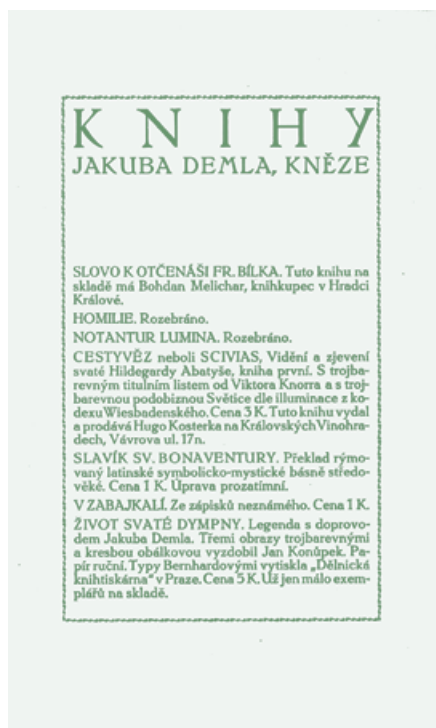 KNIHY
JAKUBA DEMLA, KNĚZE
SLOVO K OTČENÁŠI FR. BÍLKA. Tuto knihu na
skladě má Bohdan Melichar, knihkupec v Hradci
Králové.
HOMILIE. Rozebráno.
NOTANTUR LUMINA. Rozebráno.
CESTYVĚZ neboli SCIVIAS, Vidění a zjevení
svaté Hildegardy Abatyše, kniha první. S trojba-
revným titulním listem od Viktora Knorra a s troj-
barevnou podobiznou Světice dle illuminace z ko-
dexu Wiesbadenského. Cena 3 K. Tuto knihu vydal
a prodává Hugo Kosterka na Královských Vinohra-
dech, Vávrova ul. 17n.
SLAVÍK SV. BONAVENTURY. Překlad rýmo-
vaný latinské symbolicko-mystické básně středo-
věké. Cena 1 K. Úprava prozatímní.
V ZABAJKALÍ. Ze zápisků neznámého. Cena 1 K.
ŽIVOT SVATÉ DYMPNY. Legenda s doprovo-
dem Jakuba Demla. Třemi obrazy trojbarevnými
a kresbou obálkovou vyzdobil Jan Konůpek. Pa-
pír ruční. Typy Bernhardovými vytiskla „Dělnická
knihtiskárna“ v Praze. Cena 5 K. Už jen málo exem-
plářů na skladě.